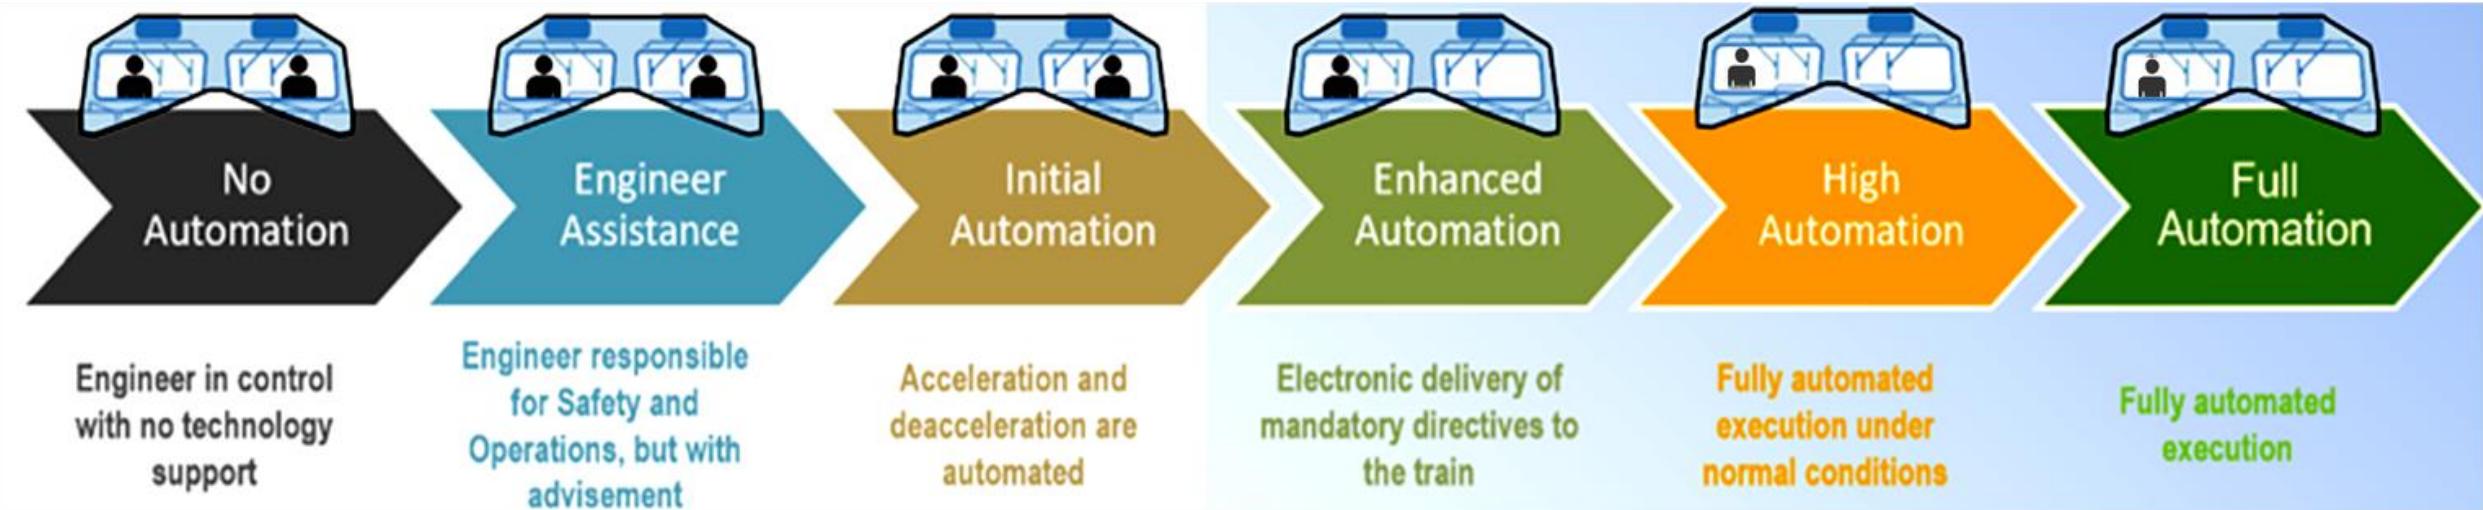 No
Automation
Engineer
Assistance
Initial
Automation
Enhanced
Automation
High
Automation
Full
Automation
Engineer in control
with no technology
support
Engineer responsible
for Safety and
Operations, but with
advisement
Acceleration and
deacceleration are
automated
Electronic delivery of
mandatory directives to
the train
Fully automated
execution under
normal conditions
Fully automated
execution